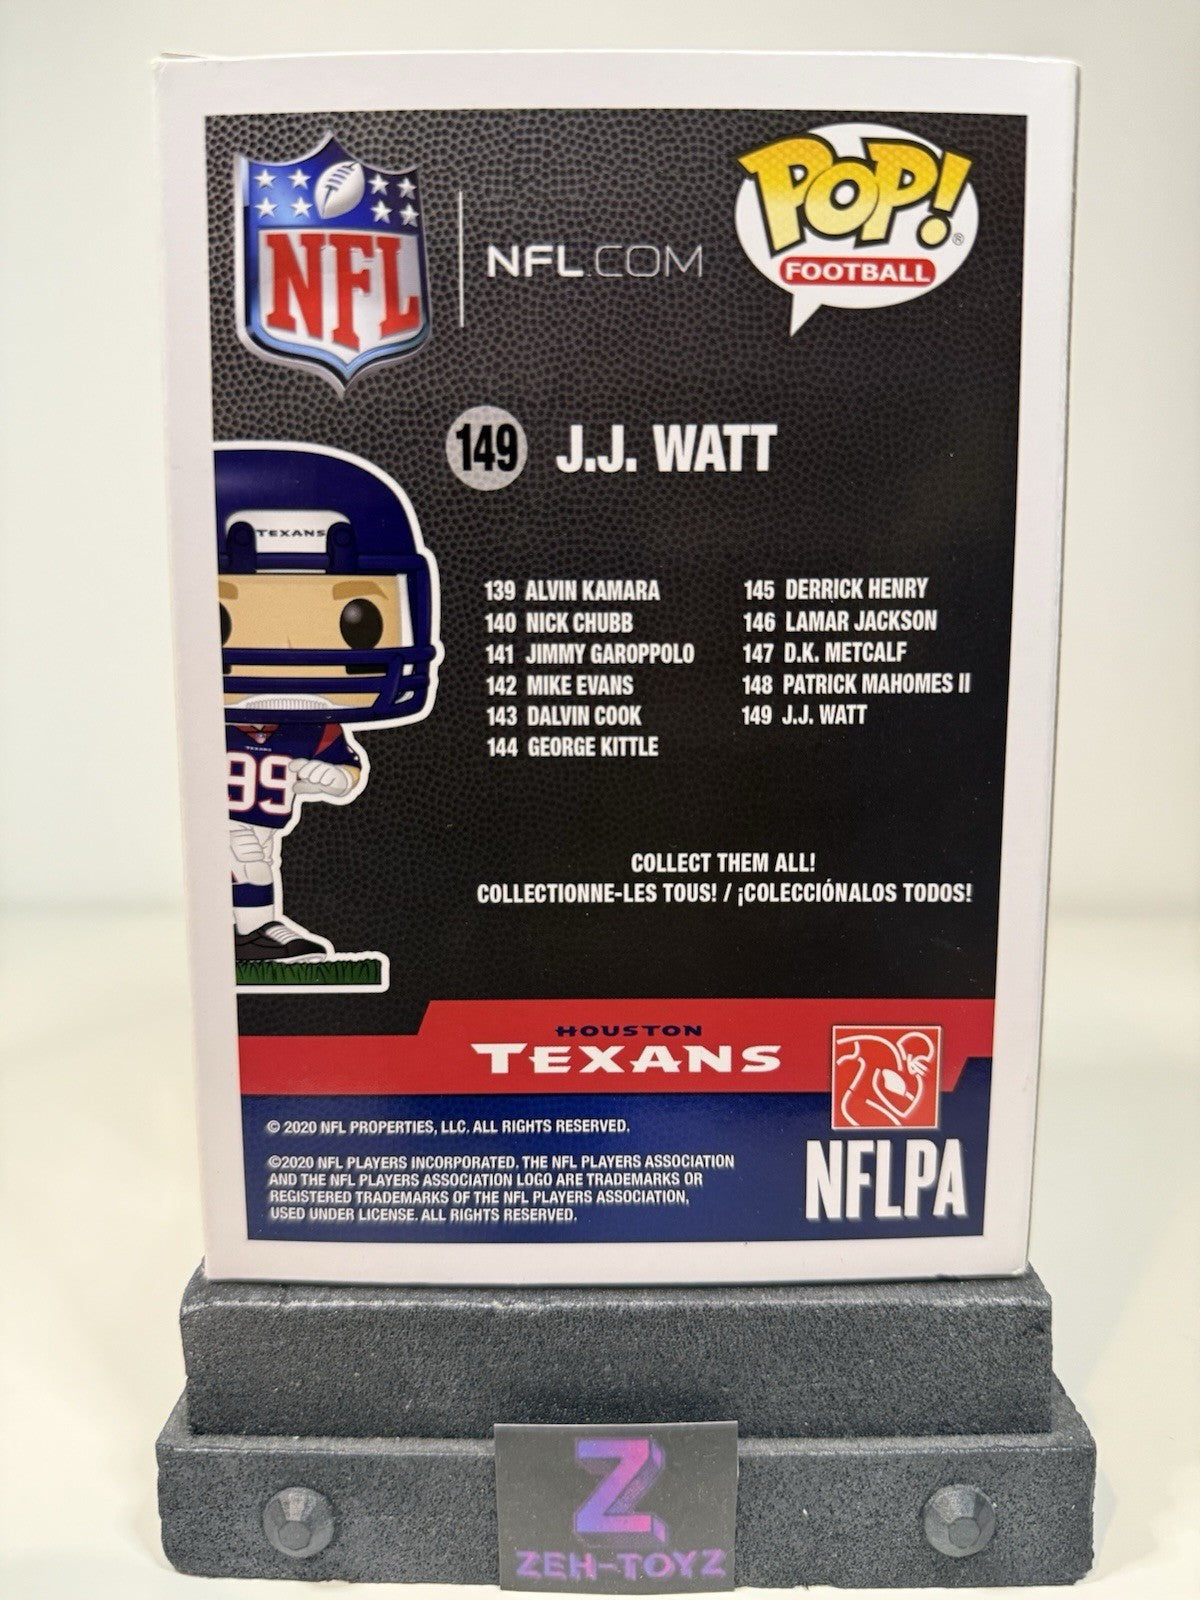 NFL
NFL.COM
POP!
®
FOOTBALL
149 J.J. WATT
TEXANS
TEXANS
99
139 ALVIN KAMARA
140 NICK CHUBB
141 JIMMY GAROPPOLO
142 MIKE EVANS
143 DALVIN COOK
144 GEORGE KITTLE
145 DERRICK HENRY
146 LAMAR JACKSON
147 D.K. METCALF
148 PATRICK MAHOMES II
149 J.J. WATT
COLLECT THEM ALL!
COLLECTIONNE-LES TOUS! / ¡COLECCIÓNALOS TODOS!
HOUSTON
TEXANS
© 2020 NFL PROPERTIES, LLC. ALL RIGHTS RESERVED.
©2020 NFL PLAYERS INCORPORATED. THE NFL PLAYERS ASSOCIATION
AND THE NFL PLAYERS ASSOCIATION LOGO ARE TRADEMARKS OR
REGISTERED TRADEMARKS OF THE NFL PLAYERS ASSOCIATION,
USED UNDER LICENSE. ALL RIGHTS RESERVED.
NFLPA
Z
ZEH-TOYZ